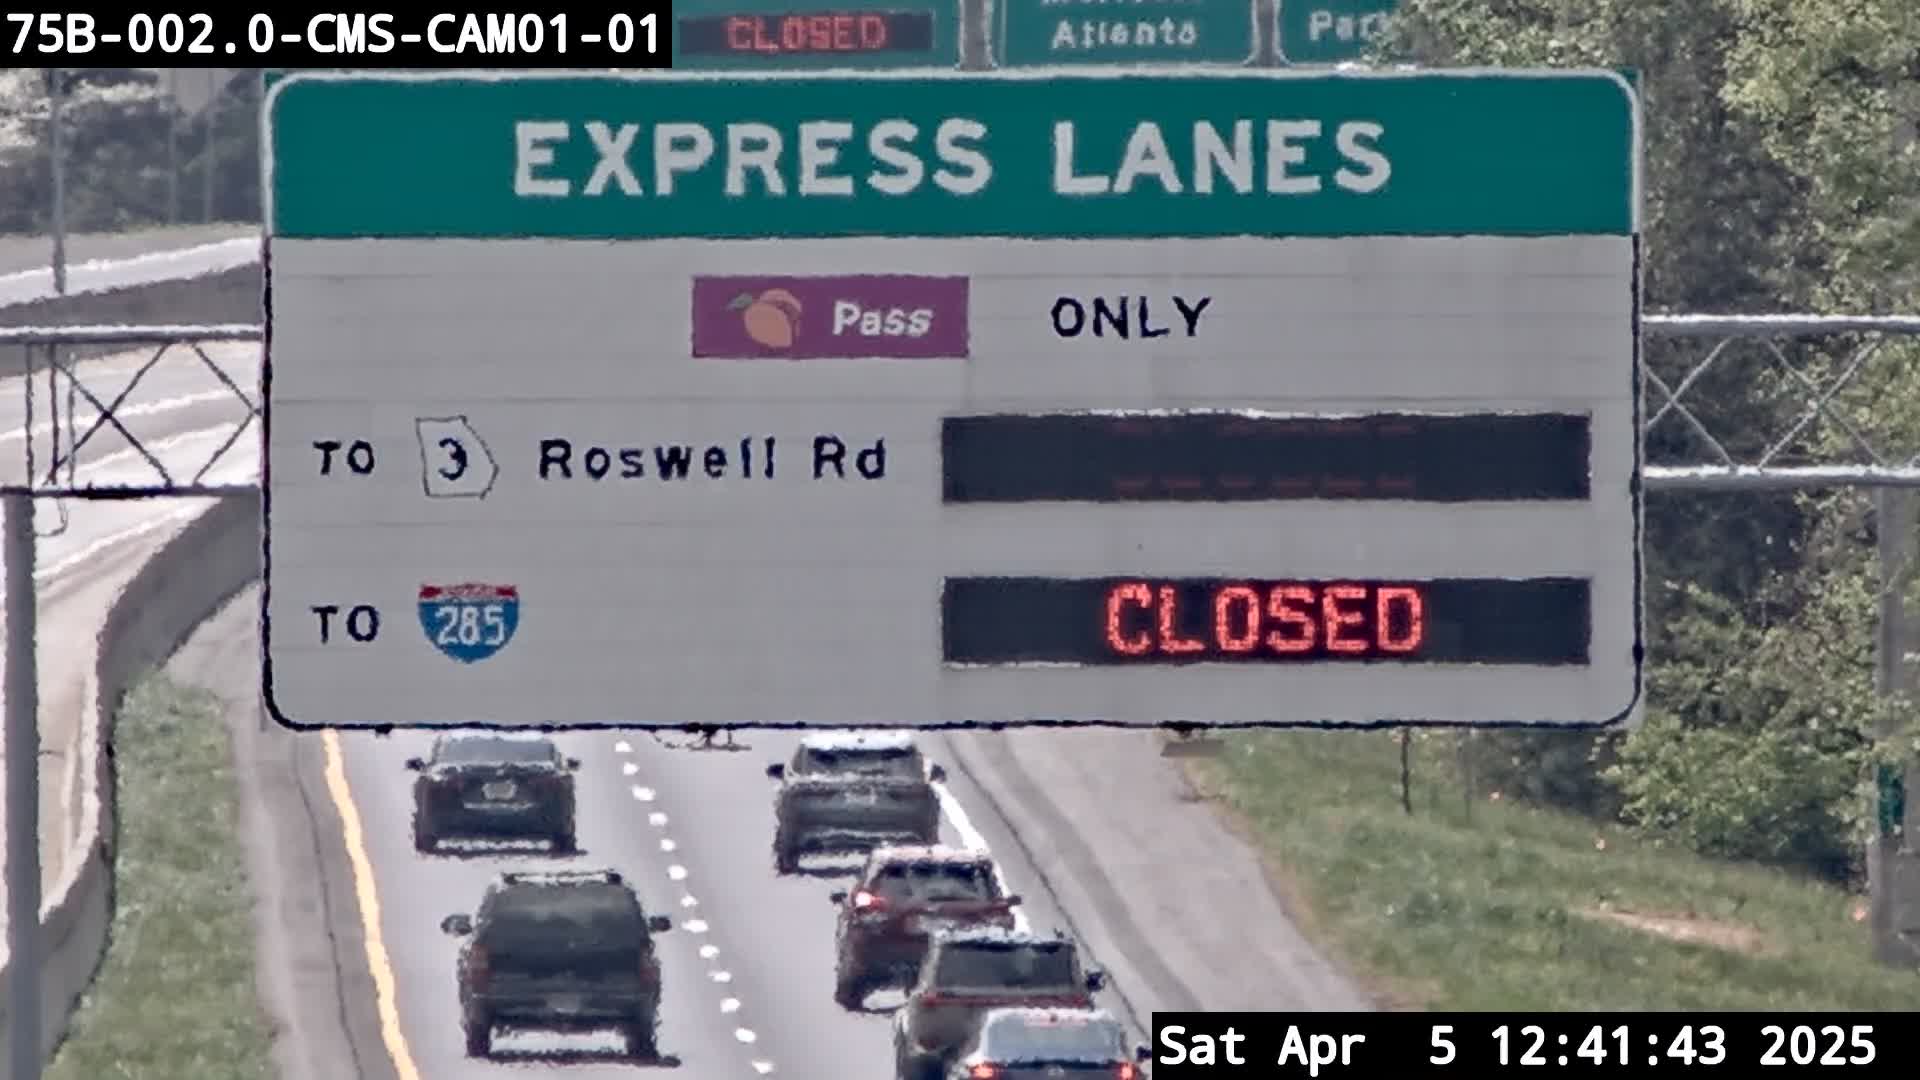 75B-002.0-CMS-CAM01-01
CLOSED
Atlanta
EXPRESS LANES
Pass ONLY
TO 3 Roswell Rd
TO 285 CLOSED
Sat Apr 5 12:41:43 2025